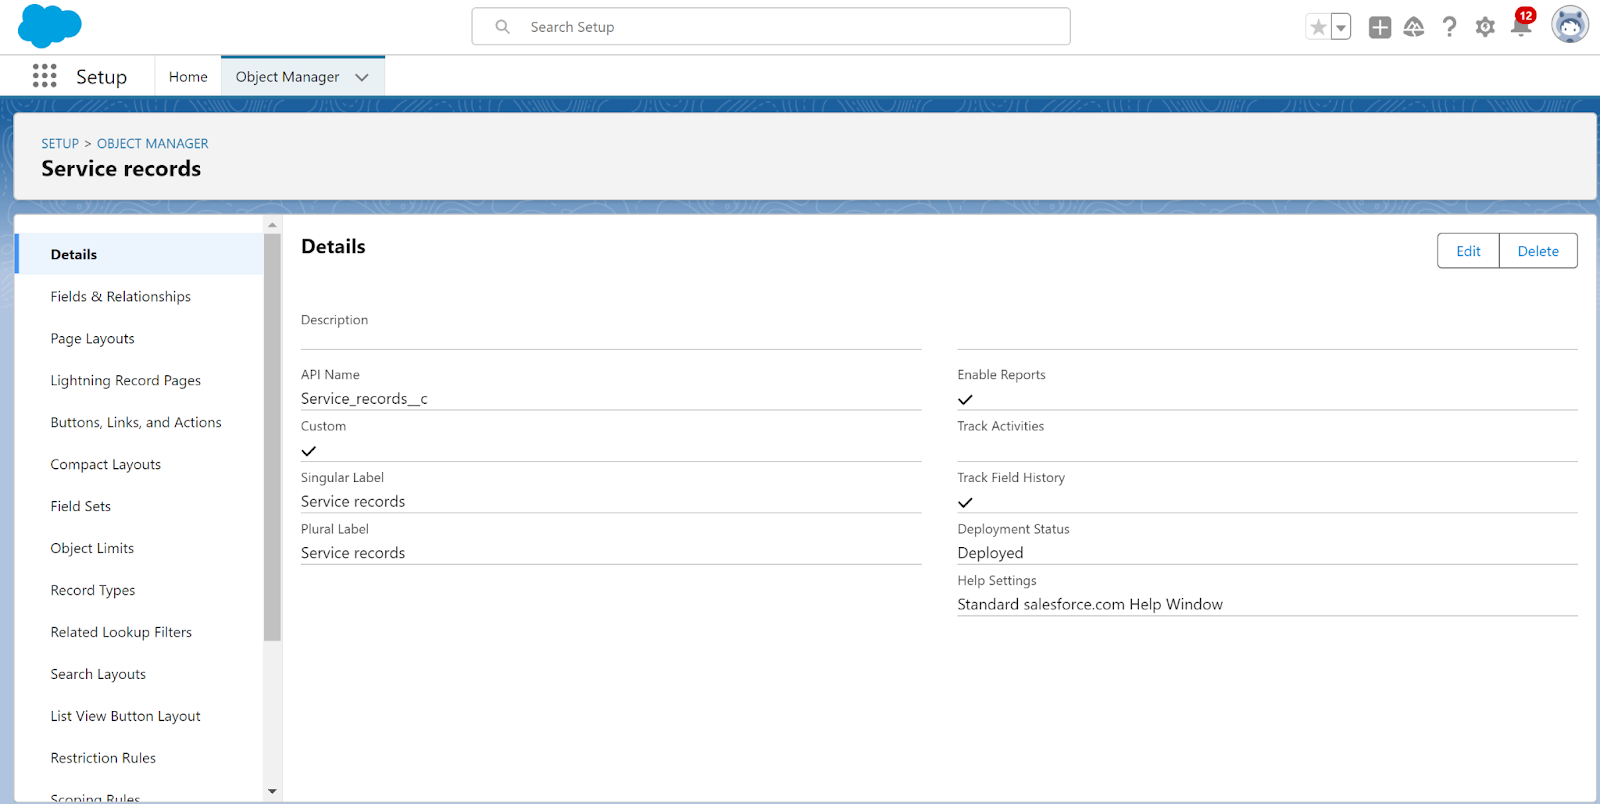 Search Setup
12
Setup
Home
Object Manager
SETUP > OBJECT MANAGER
Service records
Details
Fields & Relationships
Page Layouts
Lightning Record Pages
Buttons, Links, and Actions
Compact Layouts
Field Sets
Object Limits
Record Types
Related Lookup Filters
Search Layouts
List View Button Layout
Restriction Rules
Scoping Rules
Details
Edit
Delete
Description
API Name
Service_records__c
Custom
Singular Label
Service records
Plural Label
Service records
Enable Reports
Track Activities
Track Field History
Deployment Status
Deployed
Help Settings
Standard salesforce.com Help Window